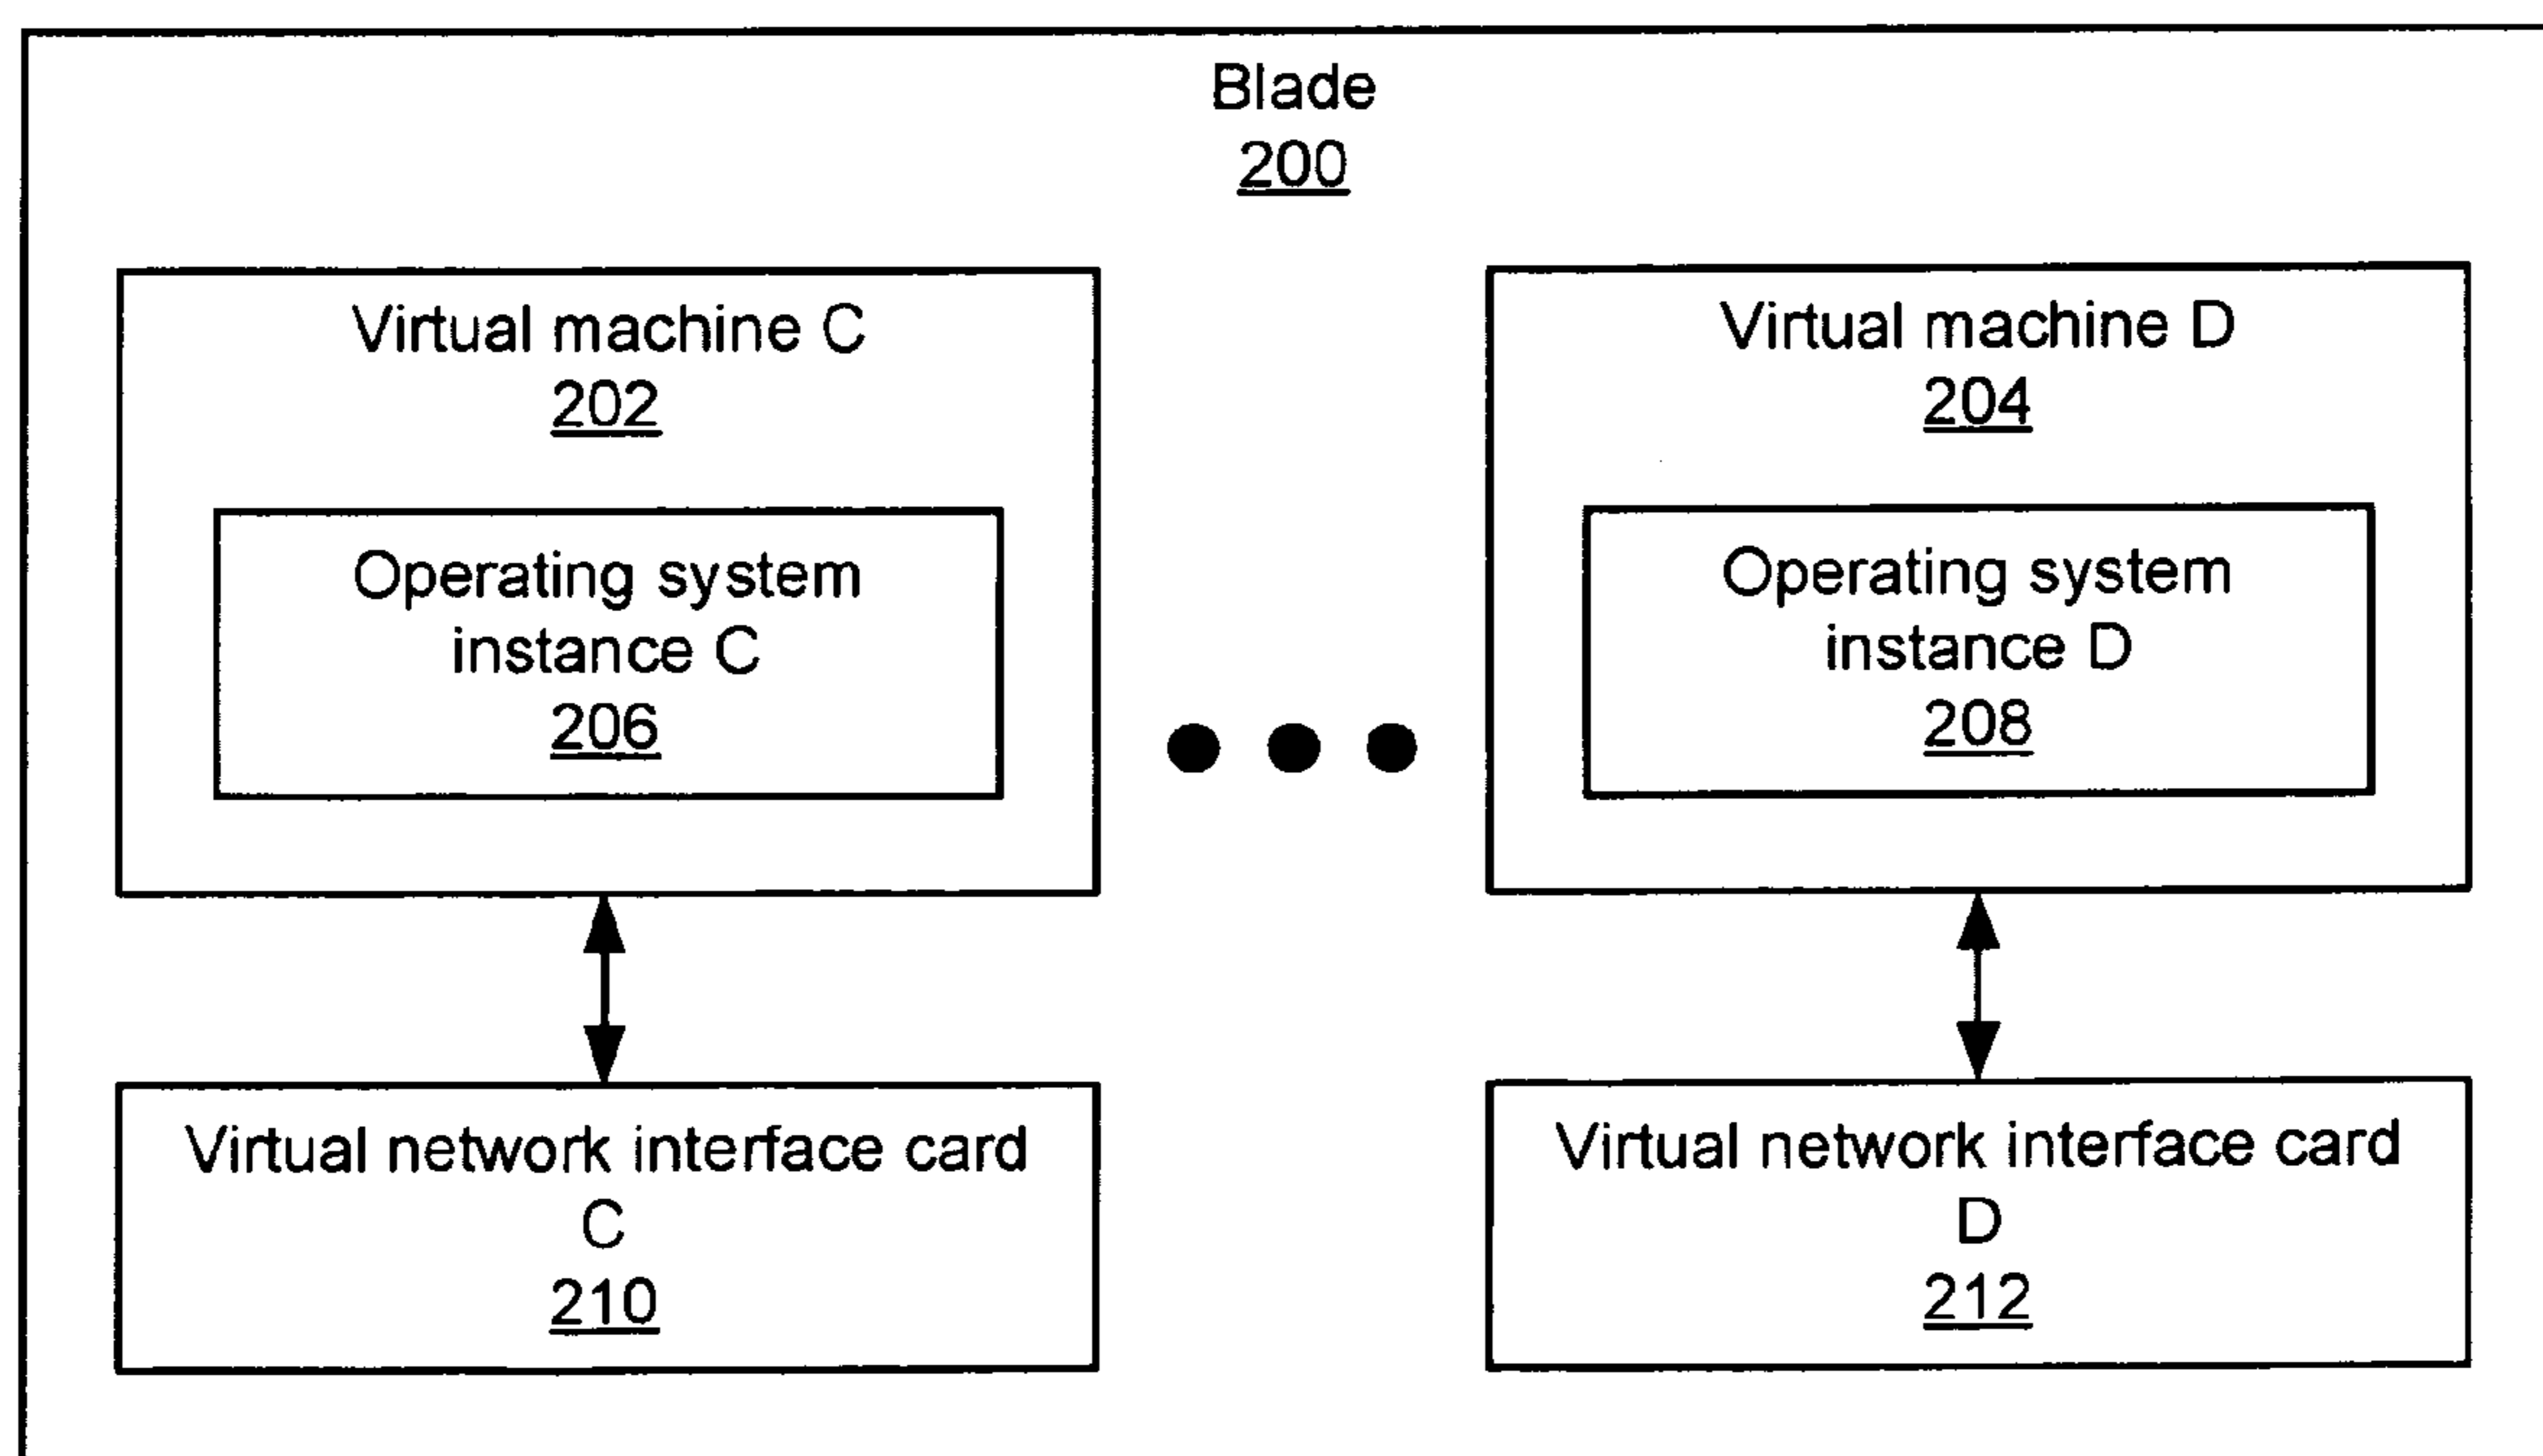 Blade
200
Virtual machine C
202
Operating system
instance C
206
Virtual machine D
204
Operating system
instance D
208
Virtual network interface card
C
210
Virtual network interface card
D
212